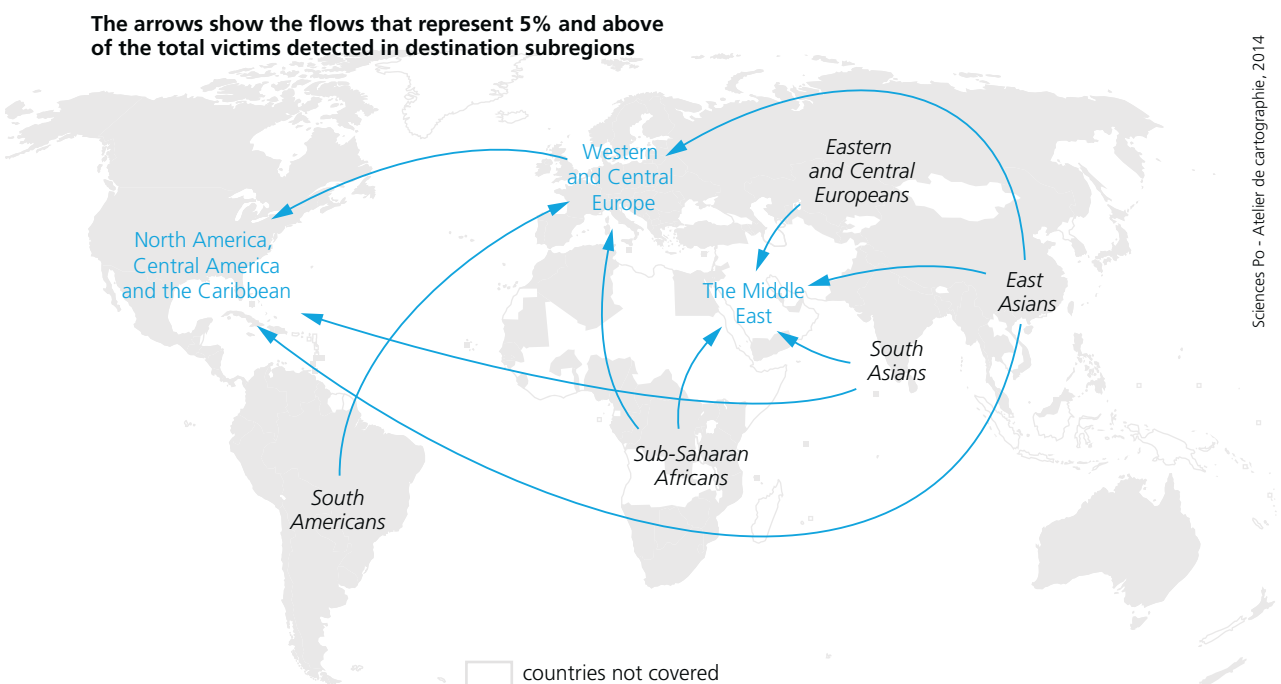 The arrows show the flows that represent 5% and above
of the total victims detected in destination subregions
Sciences Po - Atelier de cartographie, 2014
Western
and Central
Europe
Eastern
and Central
Europeans
North America,
Central America
and the Caribbean
The Middle
East
East
Asians
South
Asians
Sub-Saharan
Africans
South
Americans
countries not covered